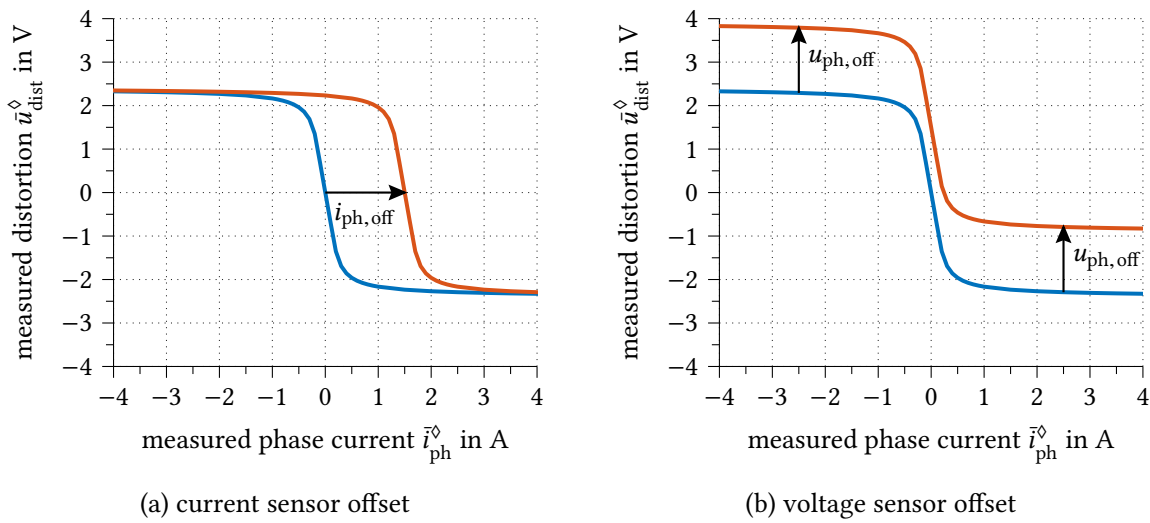 4
3
2
1
0
−1
−2
−3
−4
measured distortion ū◊dist in V
iph,off
−4 −3 −2 −1 0 1 2 3 4
measured phase current ī◊ph in A
(a) current sensor offset
4
3
2
1
0
−1
−2
−3
−4
measured distortion ū◊dist in V
uph,off
uph,off
−4 −3 −2 −1 0 1 2 3 4
measured phase current ī◊ph in A
(b) voltage sensor offset